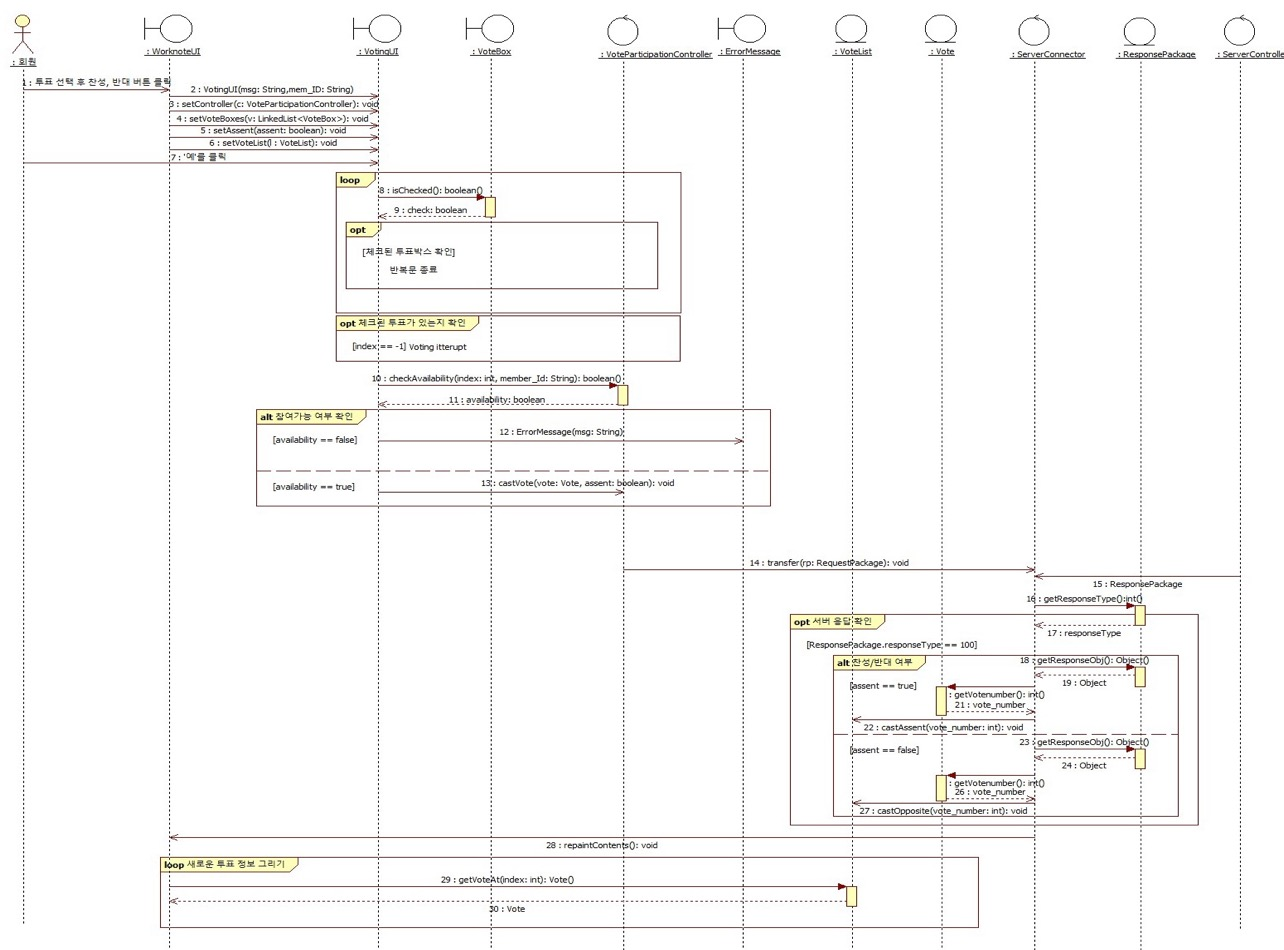 : 회원
: WorknoteUI
: VotingUI
: VoteBox
: VoteParticipationController
: ErrorMessage
: VoteList
: Vote
: ServerConnector
: ResponsePackage
: ServerControlle
1 : 투표 선택 후 찬성, 반대 버튼 클릭
2 : VotingUI(msg: String,mem_ID: String)
3 : setController(c: VoteParticipationController): void
4 : setVoteBoxes(v: LinkedList<VoteBox>): void
5 : setAssent(assent: boolean): void
6 : setVoteList(l : VoteList): void
7 : '예'를 클릭
loop
8 : isChecked(): boolean()
9 : check: boolean
opt
[체크된 투표박스 확인]
반복문 종료
opt 체크된 투표가 있는지 확인
[index == -1] Voting itterupt
10 : checkAvailability(index: int, member_Id: String): boolean()
11 : availability: boolean
alt 참여가능 여부 확인
[availability == false]
12 : ErrorMessage(msg: String)
[availability == true]
13 : castVote(vote: Vote, assent: boolean): void
14 : transfer(rp: RequestPackage): void
15 : ResponsePackage
16 : getResponseType():int()
17 : responseType
opt 서버 응답 확인
[ResponsePackage.responseType == 100]
alt 찬성/반대 여부
18 : getResponseObj(): Object()
19 : Object
[assent == true]
: getVotenumber(): int()
21 : vote_number
22 : castAssent(vote_number: int): void
23 : getResponseObj(): Object()
[assent == false]
24 : Object
: getVotenumber(): int()
26 : vote_number
27 : castOpposite(vote_number: int): void
28 : repaintContents(): void
loop 새로운 투표 정보 그리기
29 : getVoteAt(index: int): Vote()
30 : Vote